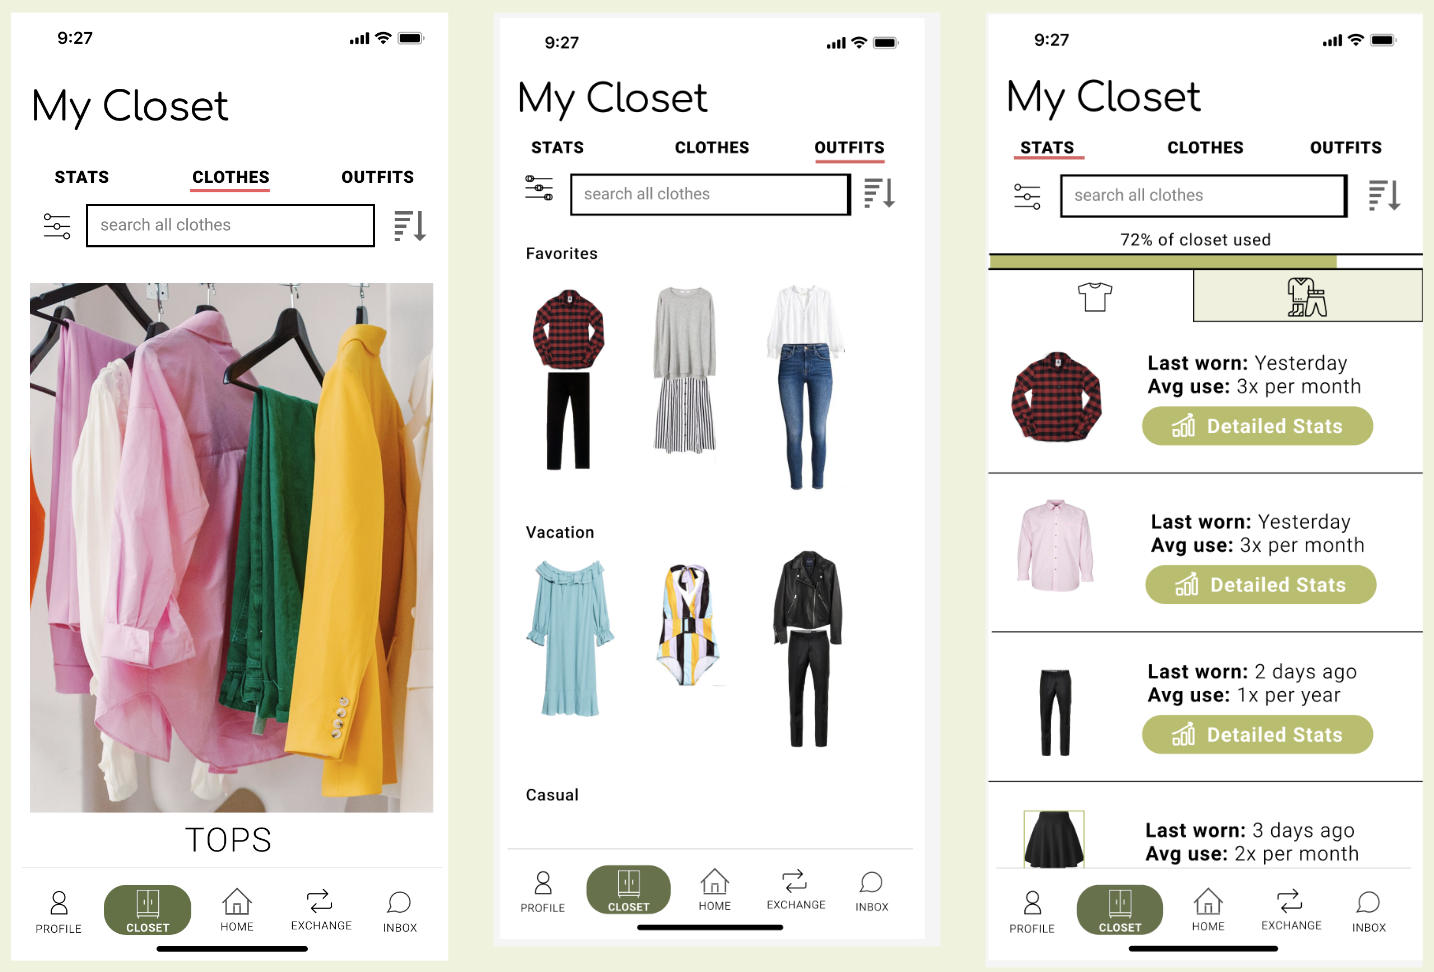 9:27
My Closet
STATS CLOTHES OUTFITS
search all clothes
TOPS
PROFILE CLOSET HOME EXCHANGE INBOX
9:27
My Closet
STATS CLOTHES OUTFITS
search all clothes
Favorites
Vacation
Casual
PROFILE CLOSET HOME EXCHANGE INBOX
9:27
My Closet
STATS CLOTHES OUTFITS
search all clothes
72% of closet used
Last worn: Yesterday
Avg use: 3x per month
Detailed Stats
Last worn: Yesterday
Avg use: 3x per month
Detailed Stats
Last worn: 2 days ago
Avg use: 1x per year
Detailed Stats
Last worn: 3 days ago
Avg use: 2x per month
PROFILE CLOSET HOME EXCHANGE INBOX